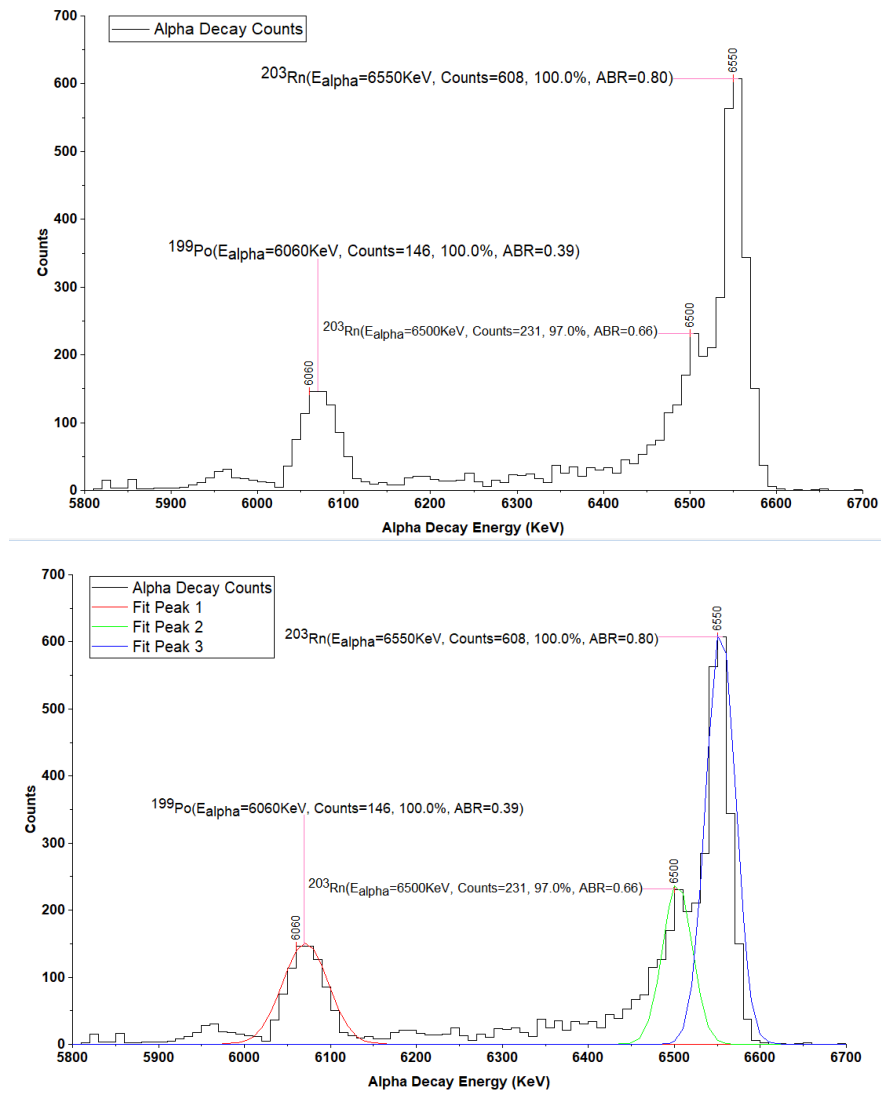 700
Alpha Decay Counts
²⁰³Rn(Ealpha=6550KeV, Counts=608, 100.0%, ABR=0.80)
6550
600
500
400
¹⁹⁹Po(Ealpha=6060KeV, Counts=146, 100.0%, ABR=0.39)
300
²⁰³Rn(Ealpha=6500KeV, Counts=231, 97.0%, ABR=0.66)
6500
200
6060
100
0
Counts
5800 5900 6000 6100 6200 6300 6400 6500 6600 6700
Alpha Decay Energy (KeV)
700
Alpha Decay Counts
Fit Peak 1
Fit Peak 2
Fit Peak 3
²⁰³Rn(Ealpha=6550KeV, Counts=608, 100.0%, ABR=0.80)
6550
600
500
400
¹⁹⁹Po(Ealpha=6060KeV, Counts=146, 100.0%, ABR=0.39)
300
²⁰³Rn(Ealpha=6500KeV, Counts=231, 97.0%, ABR=0.66)
6500
200
6060
100
0
Counts
5800 5900 6000 6100 6200 6300 6400 6500 6600 6700
Alpha Decay Energy (KeV)